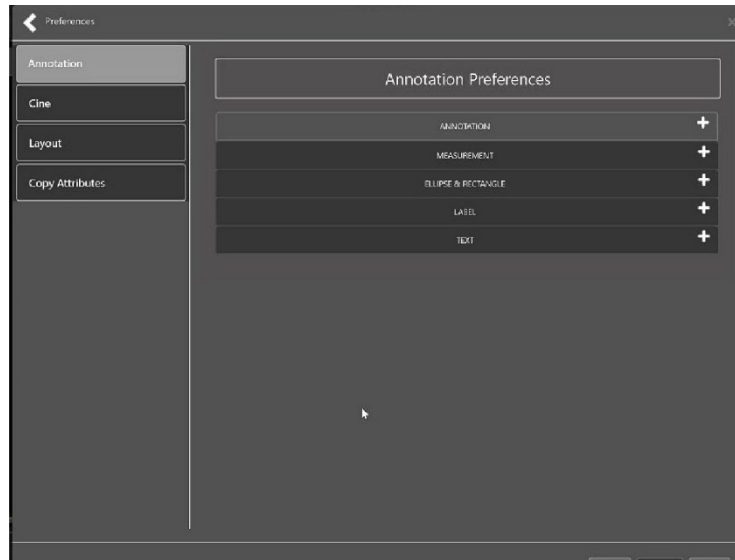 Preferences
Annotation
Cine
Layout
Copy Attributes
Annotation Preferences
ANNOTATION
MEASUREMENT
ELLIPSE & RECTANGLE
LABEL
TEXT